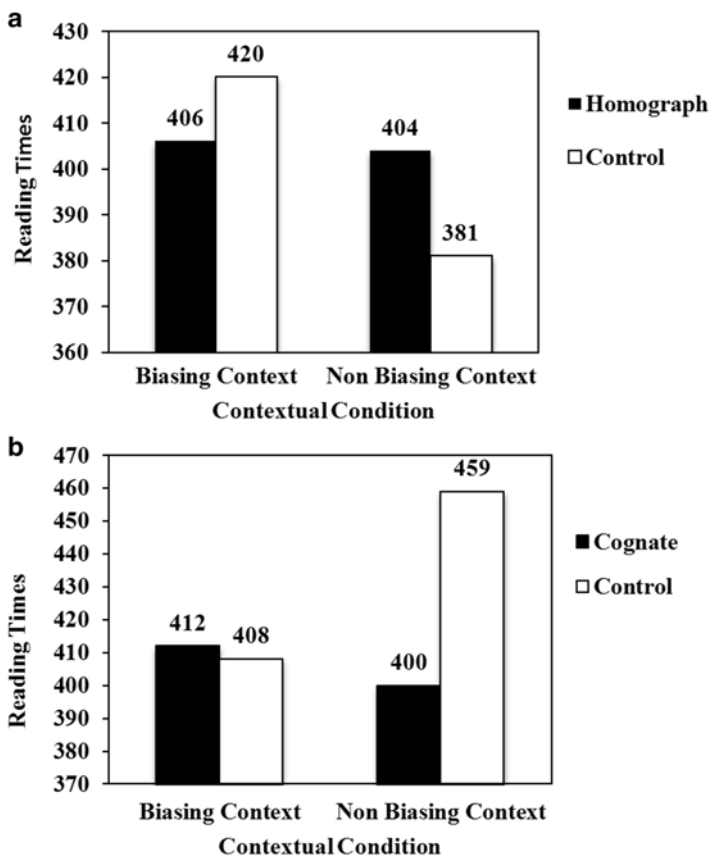 a
430
420
410
400
390
380
370
360
Reading Times
406
420
404
381
Biasing Context
Non Biasing Context
Contextual Condition
Homograph
Control
b
470
460
450
440
430
420
410
400
390
380
370
Reading Times
412
408
400
459
Biasing Context
Non Biasing Context
Contextual Condition
Cognate
Control